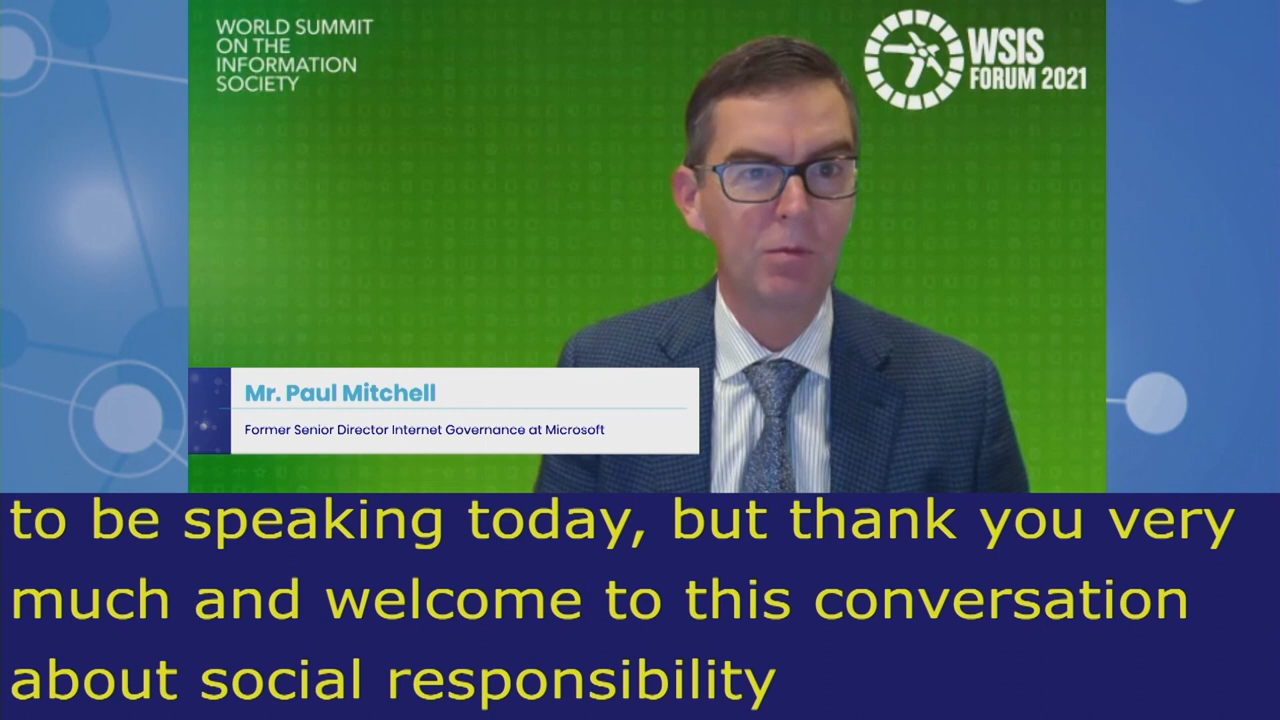 WORLD SUMMIT
ON THE
INFORMATION
SOCIETY
WSIS
FORUM 2021
Mr. Paul Mitchell
Former Senior Director Internet Governance at Microsoft
to be speaking today, but thank you very
much and welcome to this conversation
about social responsibility